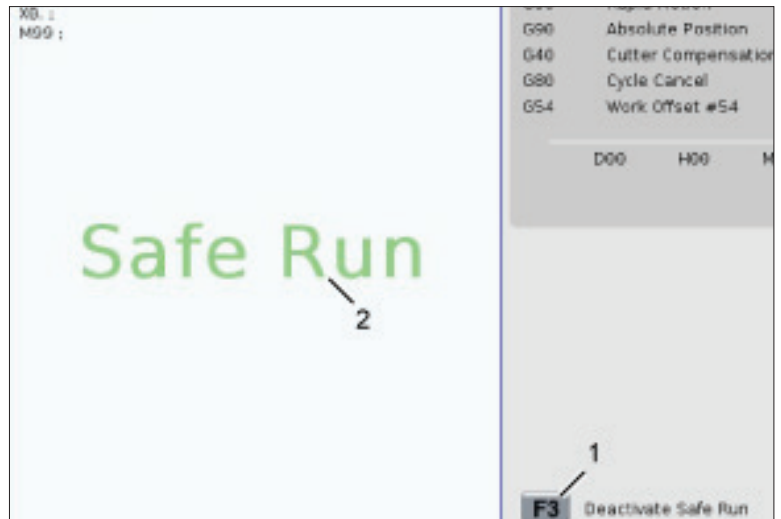 X0. ;
M99 ;
Safe Run
2
G90 Absolute Position
G40 Cutter Compensation
G80 Cycle Cancel
G54 Work Offset #54
D00 H00 M
1
F3 Deactivate Safe Run